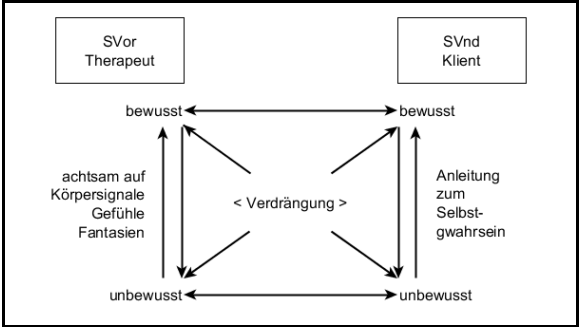 SVor
Therapeut
SVnd
Klient
bewusst
bewusst
achtsam auf
Körpersignale
Gefühle
Fantasien
< Verdrängung >
Anleitung
zum
Selbst-
gwahrsein
unbewusst
unbewusst